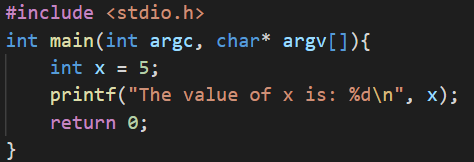 #include <stdio.h>
int main(int argc, char* argv[]){
    int x = 5;
    printf("The value of x is: %d\n", x);
    return 0;
}